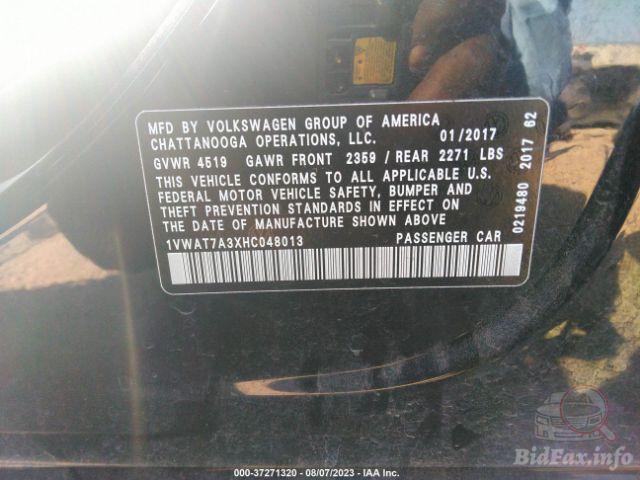 MFD BY VOLKSWAGEN GROUP OF AMERICA
CHATTANOOGA OPERATIONS, LLC. 01/2017
GVWR 4519 GAWR FRONT 2359 / REAR 2271 LBS
THIS VEHICLE CONFORMS TO ALL APPLICABLE U.S.
FEDERAL MOTOR VEHICLE SAFETY, BUMPER AND
THEFT PREVENTION STANDARDS IN EFFECT ON
THE DATE OF MANUFACTURE SHOWN ABOVE
1VWAT7A3XHC048013 PASSENGER CAR
0219480 2017 62
BidFax.info
000-37271320 - 08/07/2023 - IAA Inc.